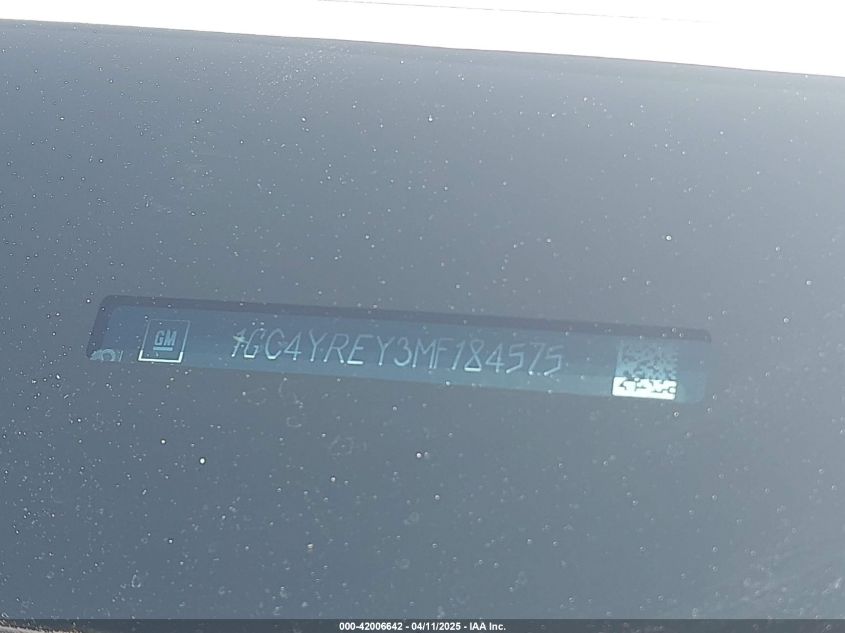 GM 1GC4YREY3MF184575
000-42006642 - 04/11/2025 - IAA Inc.